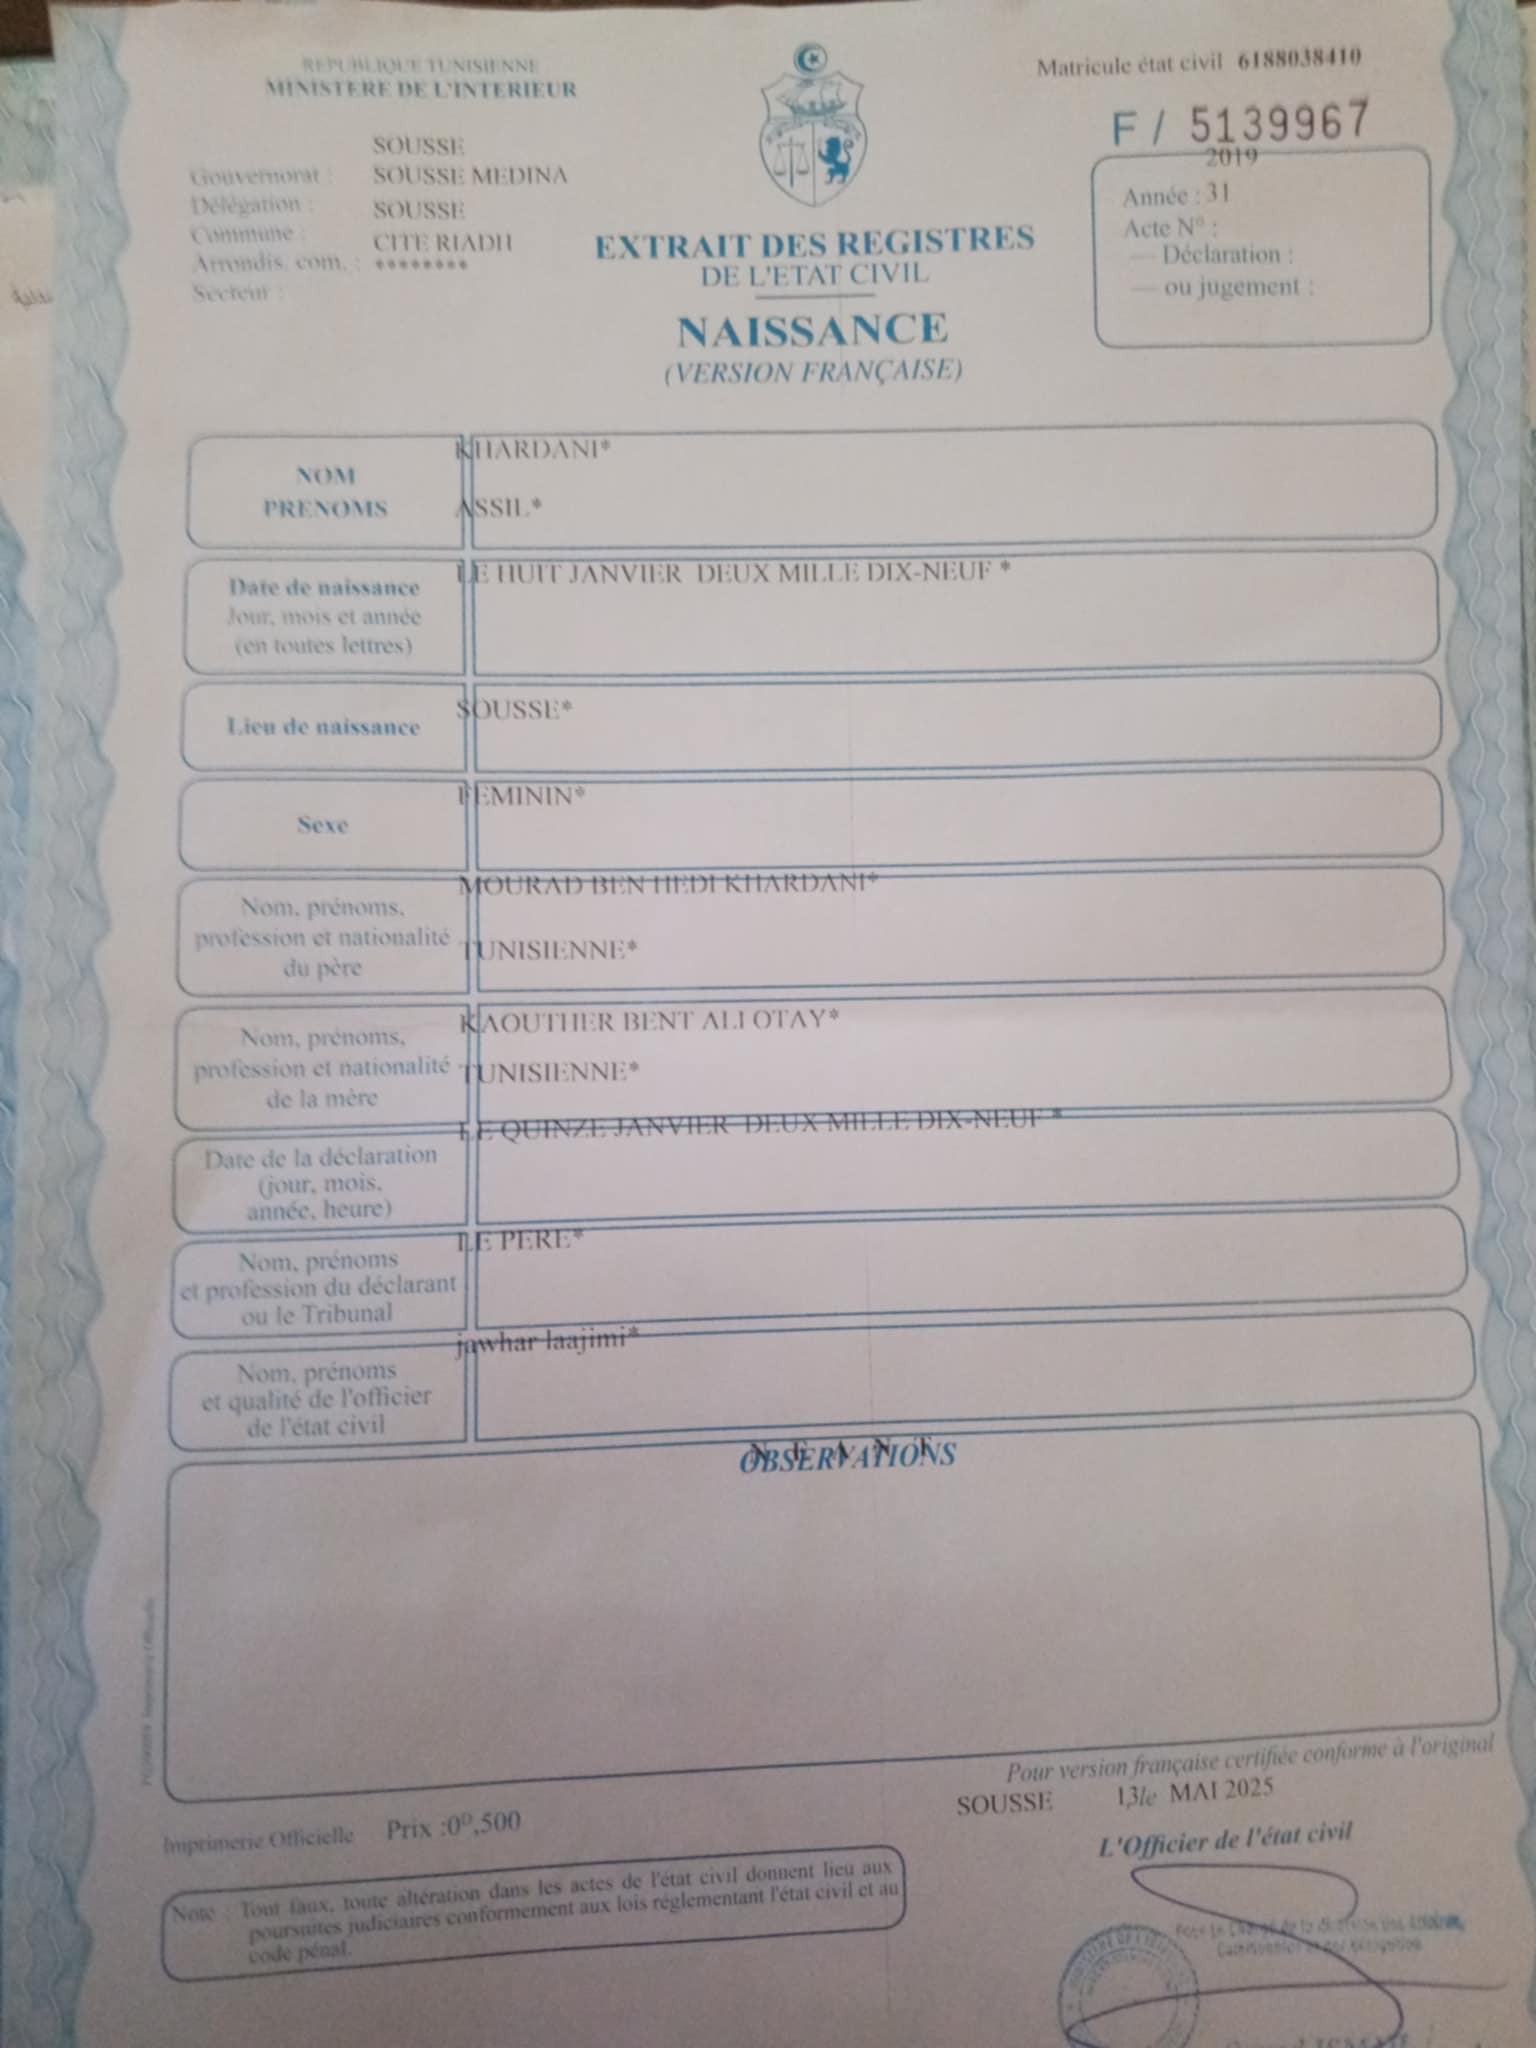 REPUBLIQUE TUNISIENNE
MINISTERE DE L'INTERIEUR
Matricule état civil 6188038410
F / 5139967
SOUSSE
Gouvernorat : SOUSSE MEDINA
Délégation : SOUSSE
Commune : CITE RIADH
Arrondis. com. : ********
Secteur :
2019
Année : 31
Acte N° :
— Déclaration :
— ou jugement :
EXTRAIT DES REGISTRES
DE L'ETAT CIVIL
NAISSANCE
(VERSION FRANÇAISE)
NOM
PRENOMS
KHARDANI*
ASSIL*
Date de naissance
Jour, mois et année
(en toutes lettres)
LE HUIT JANVIER DEUX MILLE DIX-NEUF *
Lieu de naissance
SOUSSE*
Sexe
FEMININ*
Nom, prénoms,
profession et nationalité
du père
MOURAD BEN HEDI KHARDANI*
TUNISIENNE*
Nom, prénoms,
profession et nationalité
de la mère
KAOUTHER BENT ALI OTAY*
TUNISIENNE*
Date de la déclaration
(jour, mois,
année, heure)
LE QUINZE JANVIER DEUX MILLE DIX-NEUF *
Nom, prénoms
et profession du déclarant
ou le Tribunal
LE PERE*
Nom, prénoms
et qualité de l'officier
de l'état civil
jawhar laajimi*
OBSERVATIONS
N E A N T
Pour version française certifiée conforme à l'original
SOUSSE 13 le MAI 2025
L'Officier de l'état civil
Imprimerie Officielle Prix :0ᴰ,500
Note : Tout faux, toute altération dans les actes de l'état civil donnent lieu aux
poursuites judiciaires conformement aux lois réglementant l'état civil et au
code pénal.